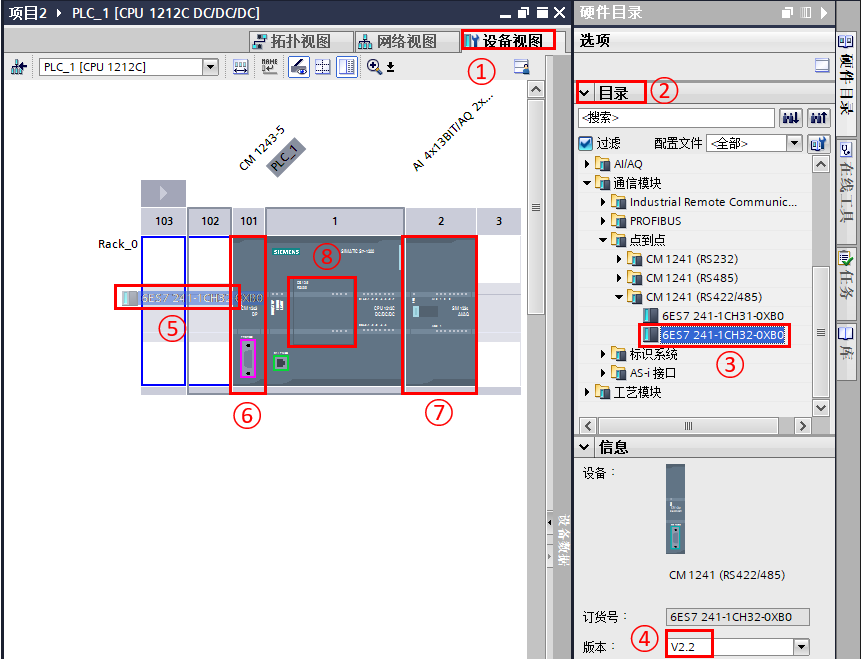 项目2 ▸ PLC_1 [CPU 1212C DC/DC/DC]
拓扑视图
网络视图
设备视图
①
PLC_1 [CPU 1212C]
CM 1243-5
PLC_1
AI 4x13BIT/AQ 2x...
103
102
101
1
2
3
Rack_0
SIEMENS
SIMATIC S7-1200
⑧
6ES7 241-1CH32-0XB0
CPU 1212C
DC/DC/DC
⑤
⑥
⑦
设备数据
硬件目录
选项
目录
②
<搜索>
过滤
配置文件
<全部>
AI/AQ
通信模块
Industrial Remote Communic...
PROFIBUS
点到点
CM 1241 (RS232)
CM 1241 (RS485)
CM 1241 (RS422/485)
6ES7 241-1CH31-0XB0
6ES7 241-1CH32-0XB0
③
标识系统
AS-i 接口
工艺模块
信息
设备：
CM 1241 (RS422/485)
订货号：
6ES7 241-1CH32-0XB0
④
版本：
V2.2
硬件目录
在线工具
任务
库